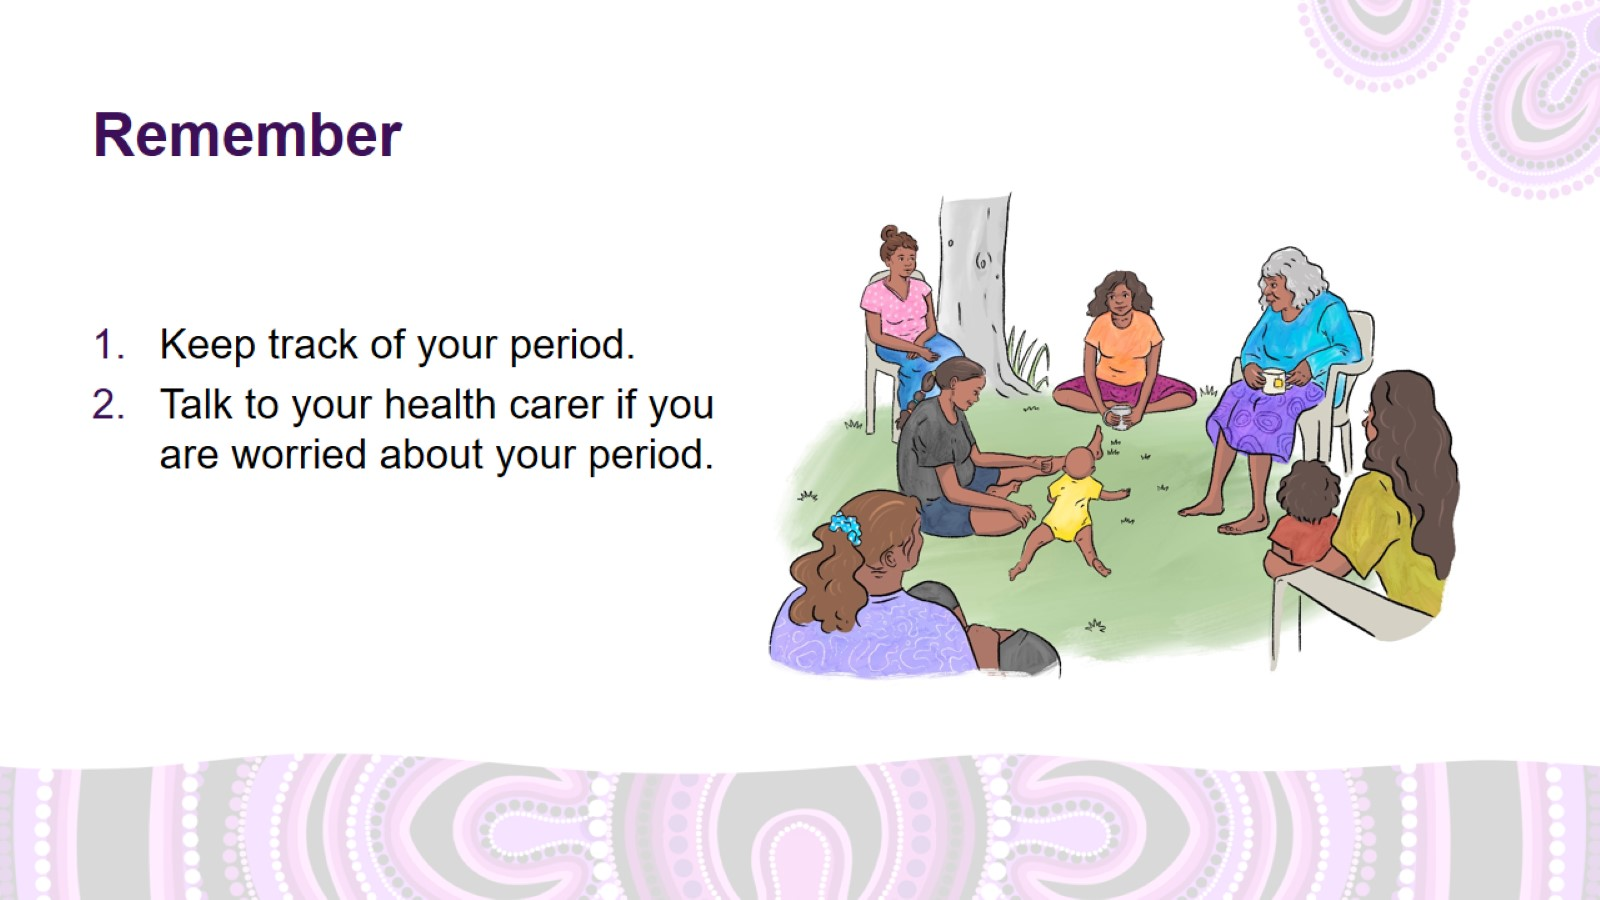 Remember
1. Keep track of your period.
2. Talk to your health carer if you
are worried about your period.